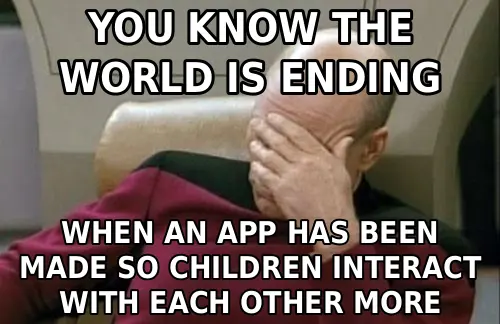 YOU KNOW THE
WORLD IS ENDING
WHEN AN APP HAS BEEN
MADE SO CHILDREN INTERACT
WITH EACH OTHER MORE